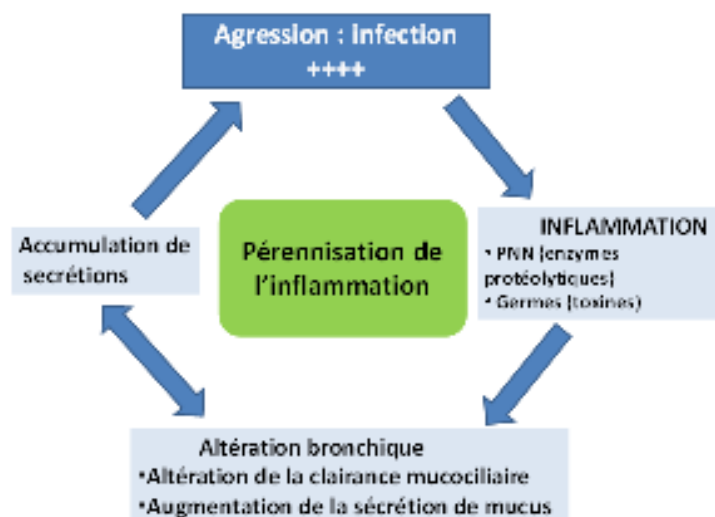 Agression : infection
++++
INFLAMMATION
• PNN (enzymes
protéolytiques)
• Germes (toxines)
Accumulation de
secrétions
Pérennisation de
l'inflammation
Altération bronchique
•Altération de la clairance mucociliaire
•Augmentation de la sécrétion de mucus